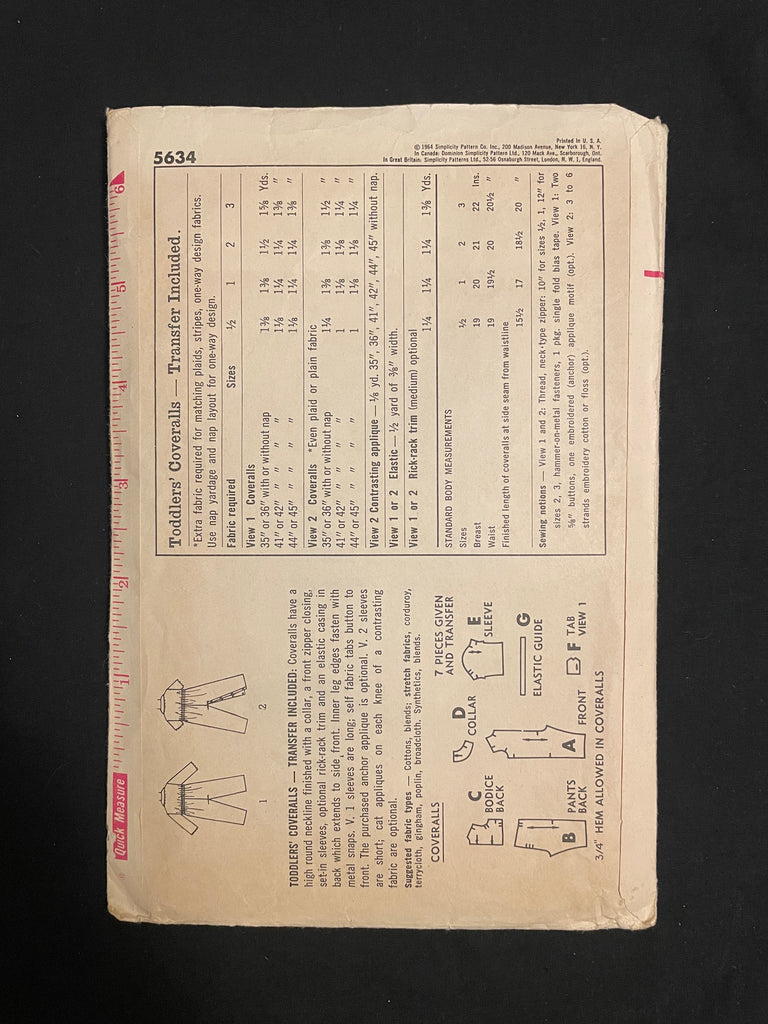 5634
Printed in U. S. A.
© 1964 Simplicity Pattern Co. Inc., 200 Madison Avenue, New York 16, N. Y.
In Canada: Dominion Simplicity Pattern Ltd., 120 Mack Ave., Scarborough, Ont.
In Great Britain: Simplicity Patterns Ltd., 52-56 Osnaburgh Street, London, N. W. 1, England.
Quick Measure 1 2 3 4 5 6
1
2
TODDLERS' COVERALLS — TRANSFER INCLUDED: Coveralls have a
high round neckline finished with a collar, a front zipper closing,
set-in sleeves, optional rick-rack trim and an elastic casing in
back which extends to side front. Inner leg edges fasten with
metal snaps. V. 1 sleeves are long; self fabric tabs button to
front. The purchased anchor applique is optional. V. 2 sleeves
are short; cat appliques on each knee of a contrasting
fabric are optional.
Suggested fabric types — Cottons, blends; stretch fabrics, corduroy,
terrycloth, gingham, poplin, broadcloth. Synthetics, blends.
COVERALLS
7 PIECES GIVEN
AND TRANSFER
C
BODICE
BACK
D
COLLAR
E
SLEEVE
G
ELASTIC GUIDE
B
PANTS
BACK
A
FRONT
F TAB
VIEW 1
3/4" HEM ALLOWED IN COVERALLS
Toddlers' Coveralls — Transfer Included.
*Extra fabric required for matching plaids, stripes, one-way design fabrics.
Use nap yardage and nap layout for one-way design.
Fabric required Sizes ½ 1 2 3
View 1 Coveralls
35" or 36" with or without nap 1⅜ 1⅜ 1½ 1⅝ Yds.
41" or 42" " " " " 1⅛ 1¼ 1¼ 1⅜ "
44" or 45" " " " " 1⅛ 1¼ 1¼ 1⅜ "
View 2 Coveralls *Even plaid or plain fabric
35" or 36" with or without nap 1¼ 1⅜ 1⅜ 1½ "
41" or 42" " " " " 1 1⅛ 1⅛ 1¼ "
44" or 45" " " " " 1 1⅛ 1⅛ 1¼ "
View 2 Contrasting applique — ⅛ yd. 35", 36", 41", 42", 44", 45" without nap.
View 1 or 2 Elastic — ½ yard of ⅜" width.
View 1 or 2 Rick-rack trim (medium) optional 1¼ 1¼ 1¼ 1⅜ Yds.
STANDARD BODY MEASUREMENTS
Sizes ½ 1 2 3
Breast 19 20 21 22 Ins.
Waist 19 19½ 20 20½ "
Finished length of coveralls at side seam from waistline
15½ 17 18½ 20 "
Sewing notions — View 1 and 2: Thread, neck-type zipper: 10" for sizes ½, 1, 12" for
sizes 2, 3, hammer-on-metal fasteners, 1 pkg. single fold bias tape. View 1: Two
⅝" buttons, one embroidered (anchor) applique motif (opt.). View 2: 3 to 6
strands embroidery cotton or floss (opt.).